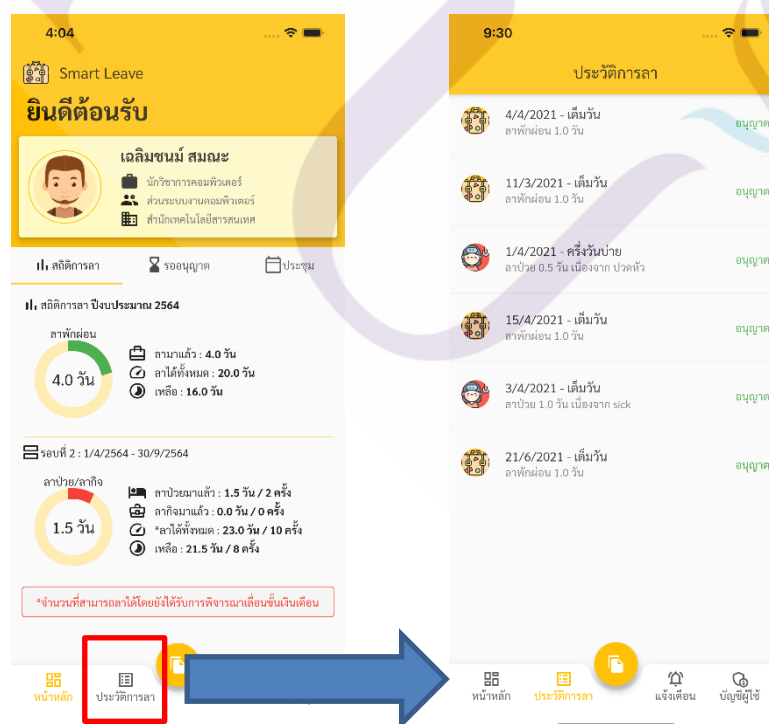 4:04
Smart Leave
ยินดีต้อนรับ
เฉลิมชนม์ สมณะ
นักวิชาการคอมพิวเตอร์
ส่วนระบบงานคอมพิวเตอร์
สำนักเทคโนโลยีสารสนเทศ
สถิติการลา
รออนุญาต
ประชุม
สถิติการลา ปีงบประมาณ 2564
ลาพักผ่อน
4.0 วัน
ลามาแล้ว : 4.0 วัน
ลาได้ทั้งหมด : 20.0 วัน
เหลือ : 16.0 วัน
รอบที่ 2 : 1/4/2564 - 30/9/2564
ลาป่วย/ลากิจ
1.5 วัน
ลาป่วยมาแล้ว : 1.5 วัน / 2 ครั้ง
ลากิจมาแล้ว : 0.0 วัน / 0 ครั้ง
*ลาได้ทั้งหมด : 23.0 วัน / 10 ครั้ง
เหลือ : 21.5 วัน / 8 ครั้ง
*จำนวนที่สามารถลาได้โดยยังได้รับการพิจารณาเลื่อนขั้นเงินเดือน
หน้าหลัก
ประวัติการลา
9:30
ประวัติการลา
4/4/2021 - เต็มวัน
ลาพักผ่อน 1.0 วัน
อนุญาต
11/3/2021 - เต็มวัน
ลาพักผ่อน 1.0 วัน
อนุญาต
1/4/2021 - ครึ่งวันบ่าย
ลาป่วย 0.5 วัน เนื่องจาก ปวดหัว
อนุญาต
15/4/2021 - เต็มวัน
ลาพักผ่อน 1.0 วัน
อนุญาต
3/4/2021 - เต็มวัน
ลาป่วย 1.0 วัน เนื่องจาก sick
อนุญาต
21/6/2021 - เต็มวัน
ลาพักผ่อน 1.0 วัน
อนุญาต
หน้าหลัก
ประวัติการลา
แจ้งเตือน
บัญชีผู้ใช้